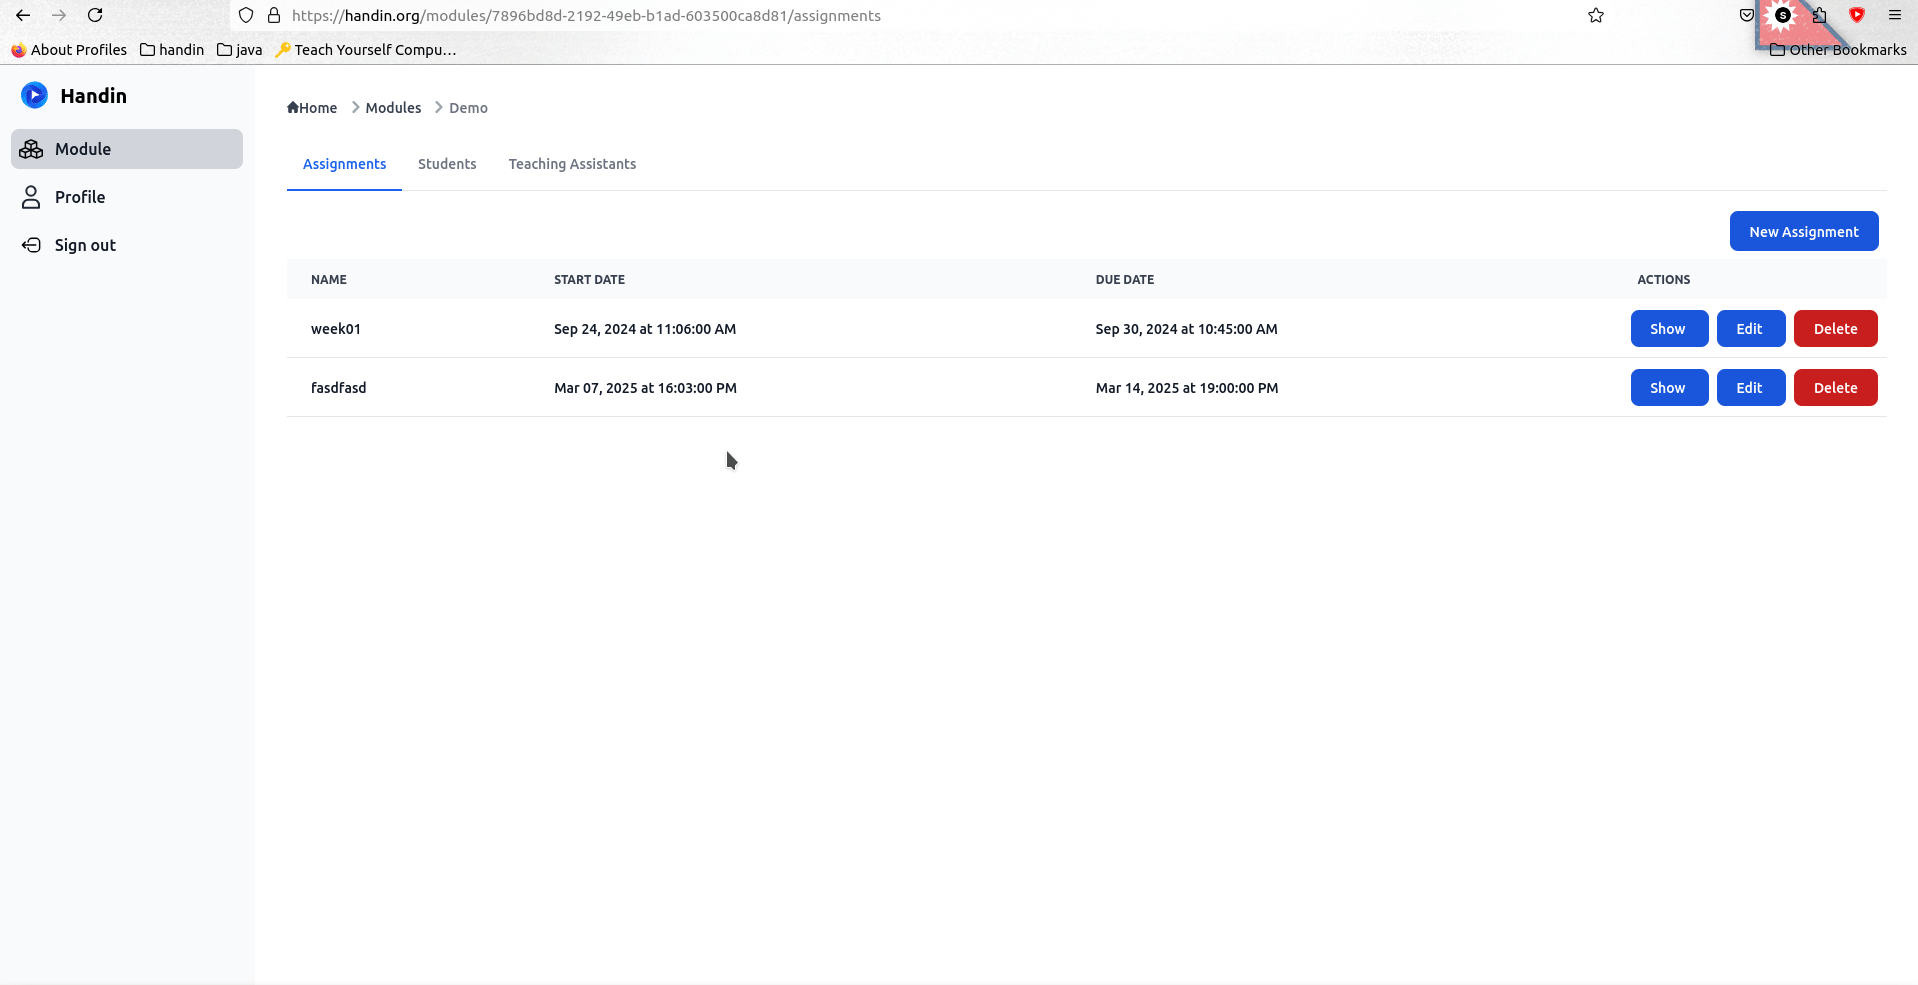 https://handin.org/modules/7896bd8d-2192-49eb-b1ad-603500ca8d81/assignments S
About Profiles handin java Teach Yourself Compu… Other Bookmarks
Handin
Module
Profile
Sign out
Home Modules Demo
Assignments Students Teaching Assistants
New Assignment
NAME START DATE DUE DATE ACTIONS
week01 Sep 24, 2024 at 11:06:00 AM Sep 30, 2024 at 10:45:00 AM Show Edit Delete
fasdfasd Mar 07, 2025 at 16:03:00 PM Mar 14, 2025 at 19:00:00 PM Show Edit Delete